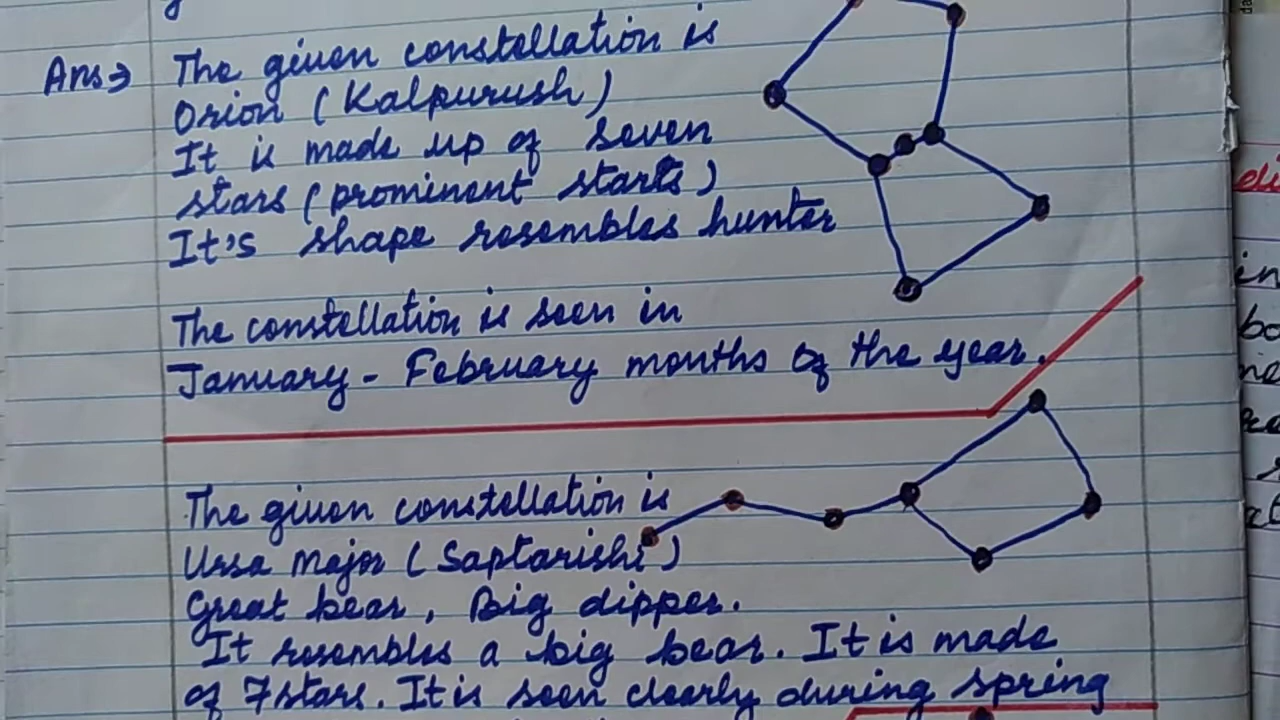 Ans→ The given constellation is
Orion (Kalpurush)
It is made up of seven
stars (prominent starts)
It's shape resembles hunter
The constellation is seen in
January - February months of the year.
The given constellation is
Ursa Major (Saptarishi)
Great bear, Big dipper.
It resembles a big bear. It is made
of 7 stars. It is seen clearly during spring
di
in
bo